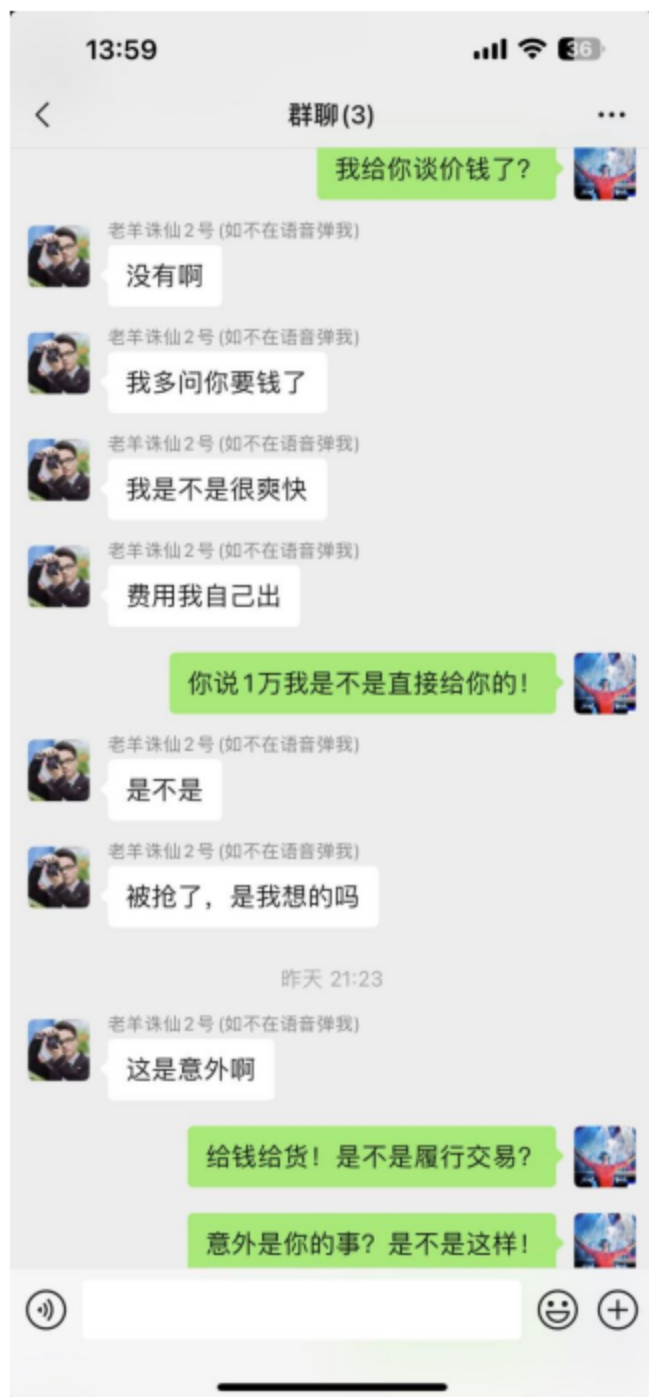 13:59
36
群聊(3)
我给你谈价钱了?
老羊诛仙2号(如不在语音弹我)
没有啊
老羊诛仙2号(如不在语音弹我)
我多问你要钱了
老羊诛仙2号(如不在语音弹我)
我是不是很爽快
老羊诛仙2号(如不在语音弹我)
费用我自己出
你说1万我是不是直接给你的!
老羊诛仙2号(如不在语音弹我)
是不是
老羊诛仙2号(如不在语音弹我)
被抢了，是我想的吗
昨天 21:23
老羊诛仙2号(如不在语音弹我)
这是意外啊
给钱给货！是不是履行交易?
意外是你的事？是不是这样!